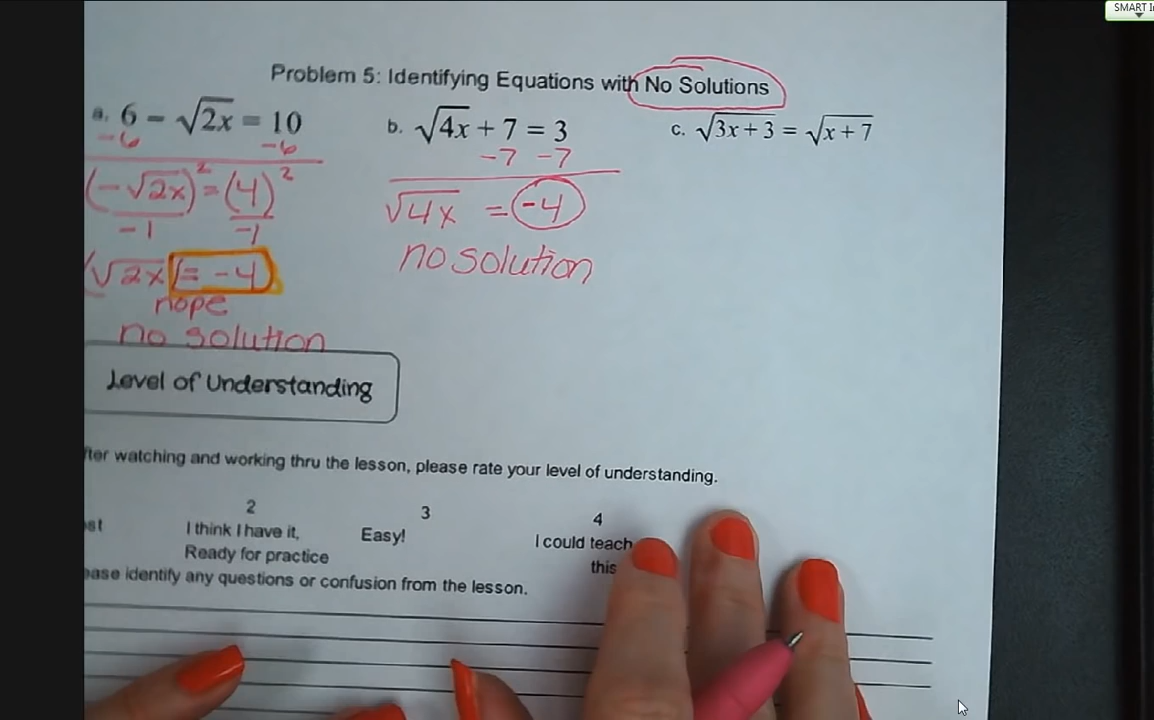 SMART
Problem 5: Identifying Equations with No Solutions
a. 6 − √2x = 10
-6 -6
(-√2x)² = (4)²
-1 -1
√2x = -4
nope
no solution
b. √4x + 7 = 3
-7 -7
√4x = -4
no solution
c. √3x + 3 = √x + 7
Level of Understanding
fter watching and working thru the lesson, please rate your level of understanding.
2 3 4
I think I have it, Easy! I could teach
Ready for practice this
ease identify any questions or confusion from the lesson.